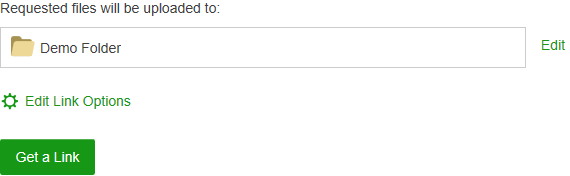 Requested files will be uploaded to:
Demo Folder
Edit
Edit Link Options
Get a Link